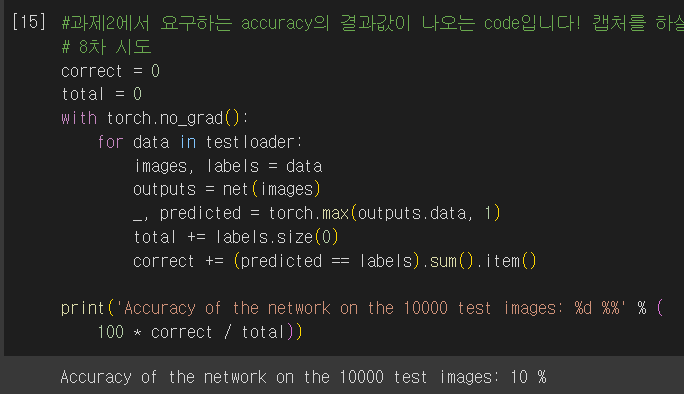 [15] #과제2에서 요구하는 accuracy의 결과값이 나오는 code입니다! 캡처를 하실
# 8차 시도
correct = 0
total = 0
with torch.no_grad():
    for data in testloader:
        images, labels = data
        outputs = net(images)
        _, predicted = torch.max(outputs.data, 1)
        total += labels.size(0)
        correct += (predicted == labels).sum().item()
print('Accuracy of the network on the 10000 test images: %d %%' % (
    100 * correct / total))
Accuracy of the network on the 10000 test images: 10 %